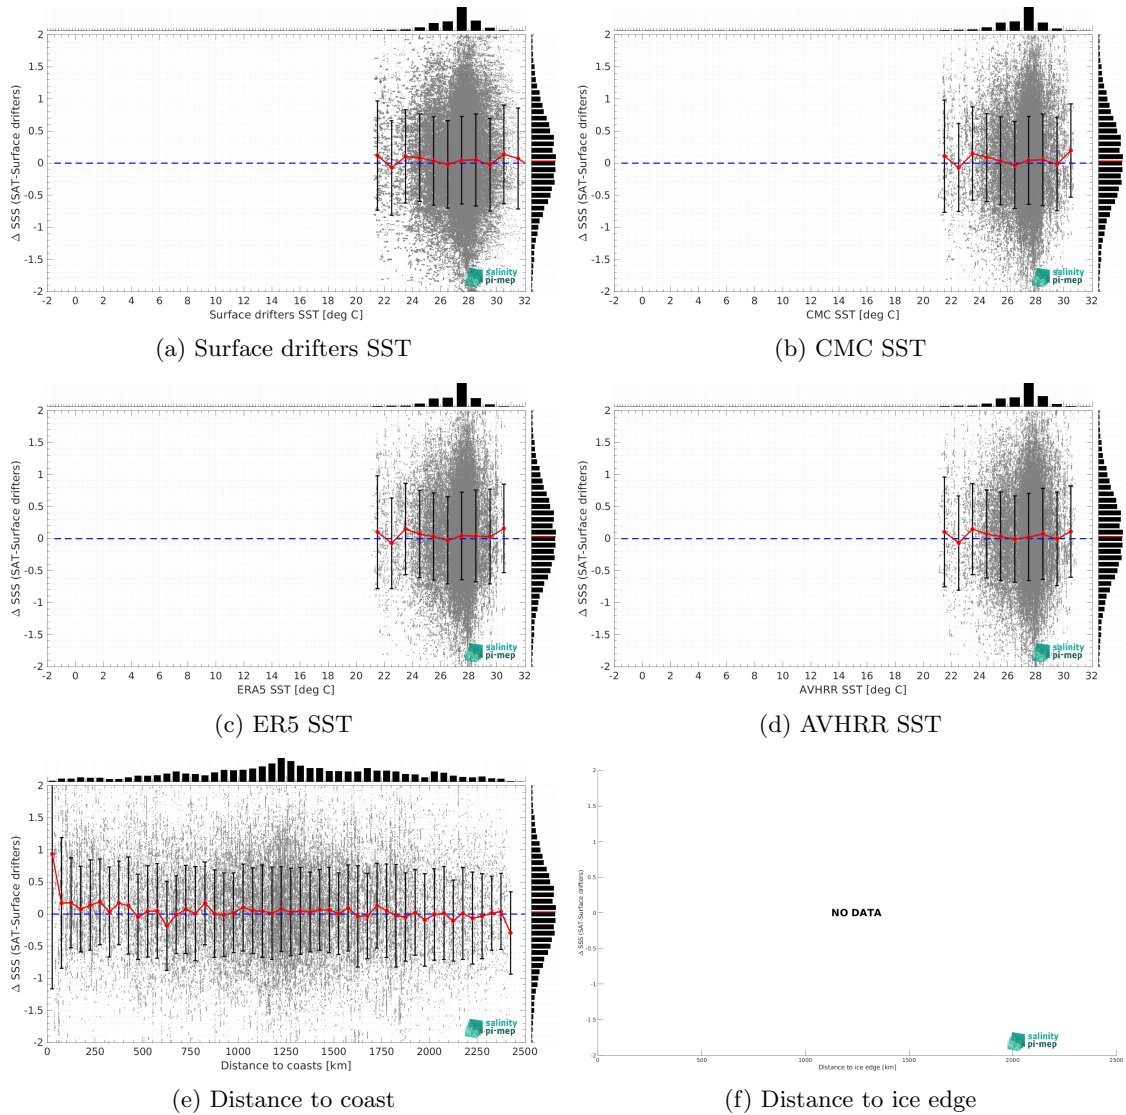 2
1.5
1
0.5
0
-0.5
-1
-1.5
-2
Δ SSS (SAT-Surface drifters)
-2 0 2 4 6 8 10 12 14 16 18 20 22 24 26 28 30 32
Surface drifters SST [deg C]
salinity
pi-mep
(a) Surface drifters SST
2
1.5
1
0.5
0
-0.5
-1
-1.5
-2
Δ SSS (SAT-Surface drifters)
-2 0 2 4 6 8 10 12 14 16 18 20 22 24 26 28 30 32
CMC SST [deg C]
salinity
pi-mep
(b) CMC SST
2
1.5
1
0.5
0
-0.5
-1
-1.5
-2
Δ SSS (SAT-Surface drifters)
-2 0 2 4 6 8 10 12 14 16 18 20 22 24 26 28 30 32
ERA5 SST [deg C]
salinity
pi-mep
(c) ER5 SST
2
1.5
1
0.5
0
-0.5
-1
-1.5
-2
Δ SSS (SAT-Surface drifters)
-2 0 2 4 6 8 10 12 14 16 18 20 22 24 26 28 30 32
AVHRR SST [deg C]
salinity
pi-mep
(d) AVHRR SST
2
1.5
1
0.5
0
-0.5
-1
-1.5
-2
Δ SSS (SAT-Surface drifters)
0 250 500 750 1000 1250 1500 1750 2000 2250 2500
Distance to coasts [km]
salinity
pi-mep
(e) Distance to coast
2
1.5
1
0.5
0
-0.5
-1
-1.5
-2
Δ SSS (SAT-Surface drifters)
NO DATA
0 500 1000 1500 2000 2500
Distance to ice edge [km]
salinity
pi-mep
(f) Distance to ice edge